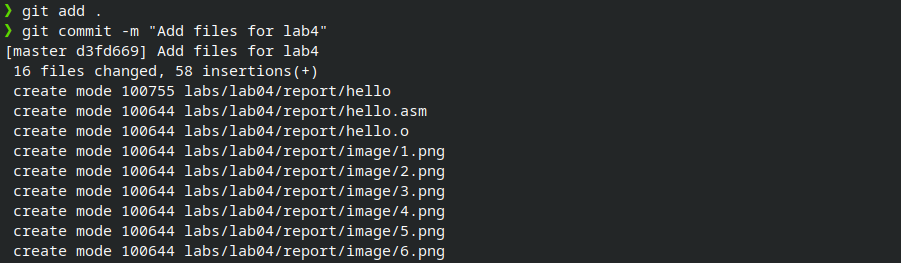 ❯ git add .
❯ git commit -m "Add files for lab4"
[master d3fd669] Add files for lab4
 16 files changed, 58 insertions(+)
 create mode 100755 labs/lab04/report/hello
 create mode 100644 labs/lab04/report/hello.asm
 create mode 100644 labs/lab04/report/hello.o
 create mode 100644 labs/lab04/report/image/1.png
 create mode 100644 labs/lab04/report/image/2.png
 create mode 100644 labs/lab04/report/image/3.png
 create mode 100644 labs/lab04/report/image/4.png
 create mode 100644 labs/lab04/report/image/5.png
 create mode 100644 labs/lab04/report/image/6.png